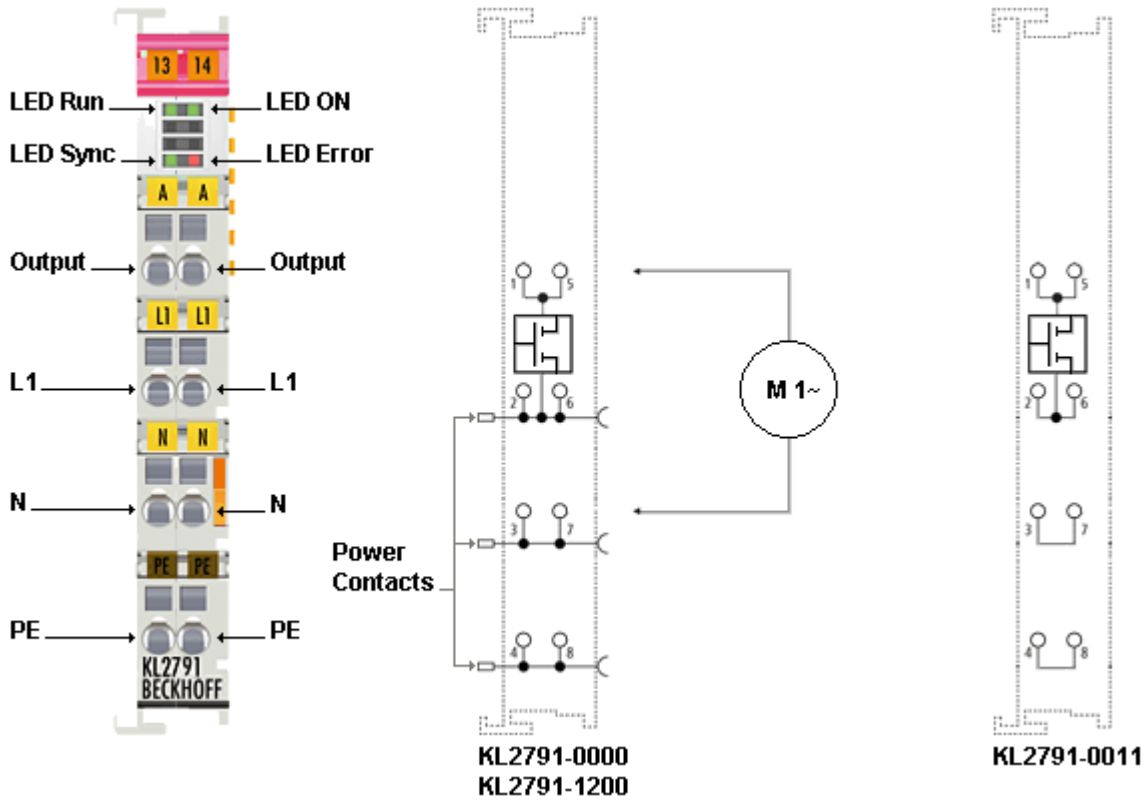 13 14
LED Run
LED ON
LED Sync
LED Error
A A
Output
Output
L1 L1
L1
L1
N N
N
N
PE PE
PE
PE
KL2791
BECKHOFF
1 5
2 6
3 7
4 8
Power
Contacts
M 1~
KL2791-0000
KL2791-1200
1 5
2 6
3 7
4 8
KL2791-0011